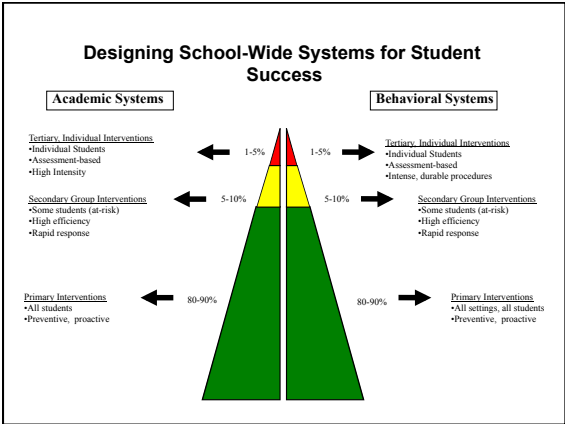 Designing School-Wide Systems for Student
Success
Academic Systems
Behavioral Systems
Tertiary, Individual Interventions
•Individual Students
•Assessment-based
•High Intensity
1-5%
1-5%
Tertiary, Individual Interventions
•Individual Students
•Assessment-based
•Intense, durable procedures
Secondary Group Interventions
•Some students (at-risk)
•High efficiency
•Rapid response
5-10%
5-10%
Secondary Group Interventions
•Some students (at-risk)
•High efficiency
•Rapid response
Primary Interventions
•All students
•Preventive, proactive
80-90%
80-90%
Primary Interventions
•All settings, all students
•Preventive, proactive